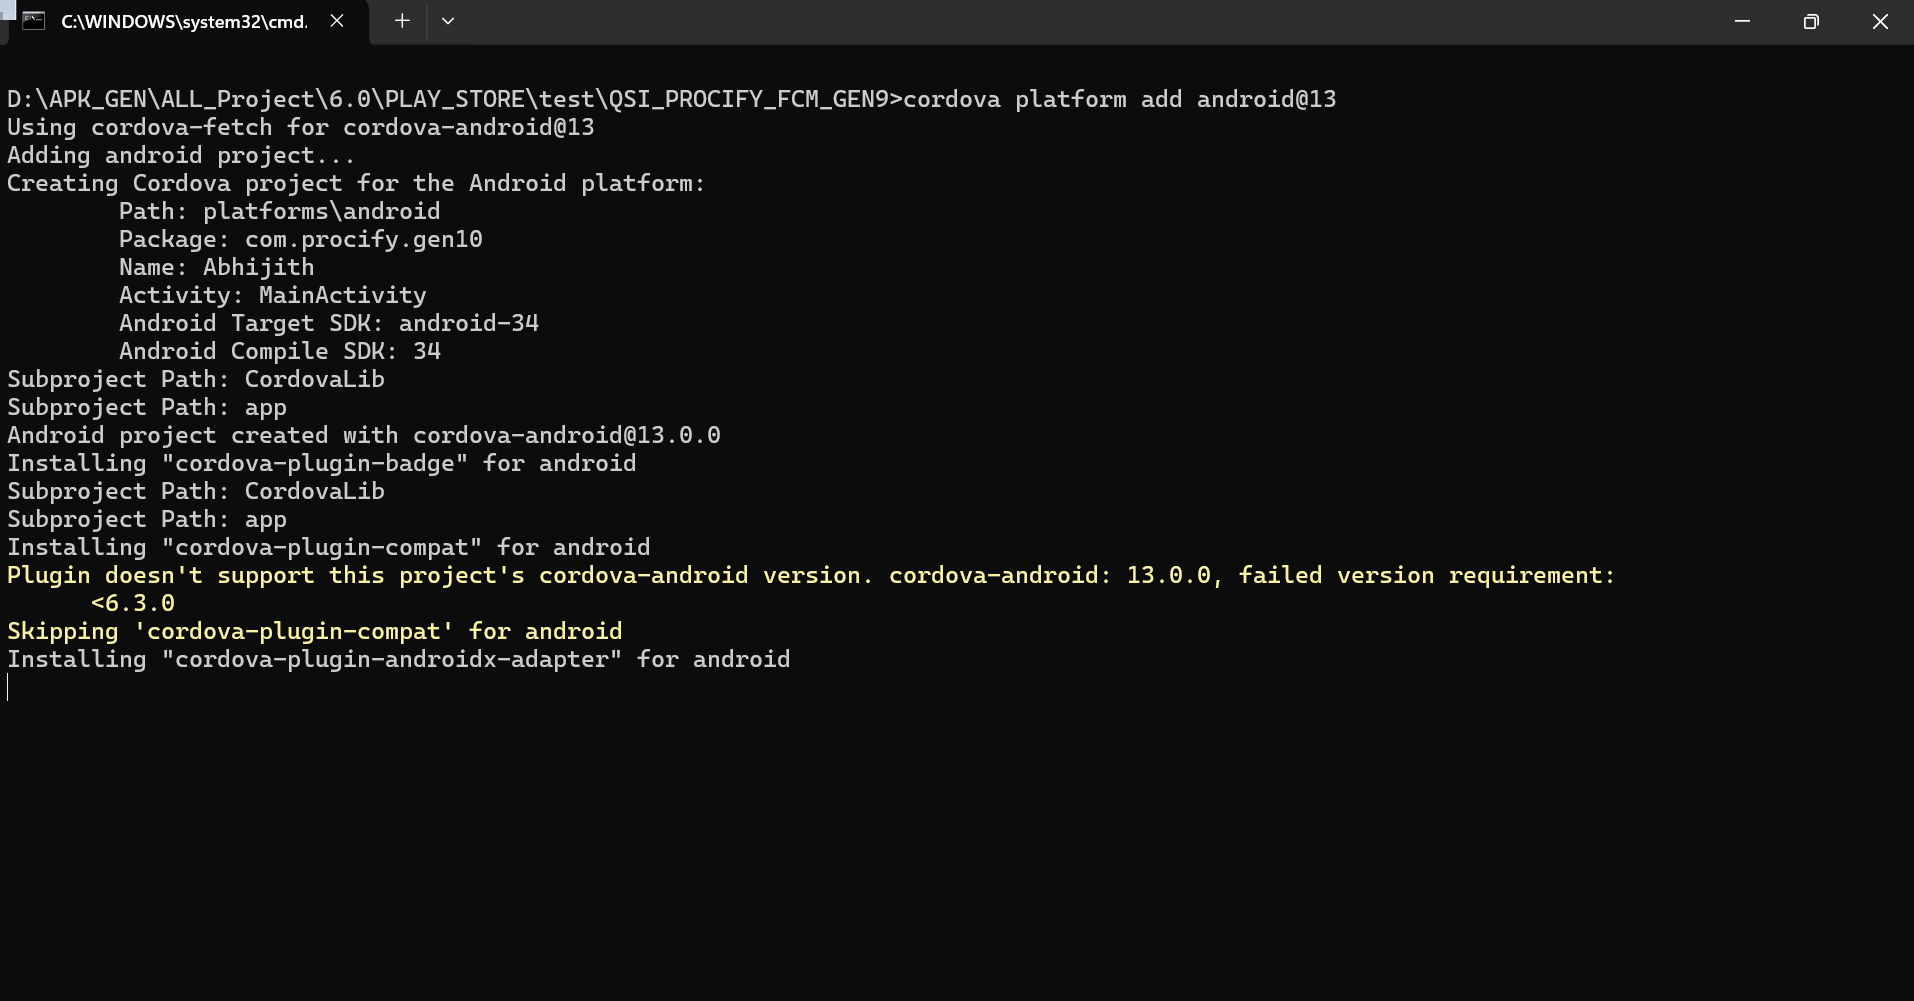 C:\WINDOWS\system32\cmd.
D:\APK_GEN\ALL_Project\6.0\PLAY_STORE\test\QSI_PROCIFY_FCM_GEN9>cordova platform add android@13
Using cordova-fetch for cordova-android@13
Adding android project...
Creating Cordova project for the Android platform:
Path: platforms\android
Package: com.procify.gen10
Name: Abhijith
Activity: MainActivity
Android Target SDK: android-34
Android Compile SDK: 34
Subproject Path: CordovaLib
Subproject Path: app
Android project created with cordova-android@13.0.0
Installing "cordova-plugin-badge" for android
Subproject Path: CordovaLib
Subproject Path: app
Installing "cordova-plugin-compat" for android
Plugin doesn't support this project's cordova-android version. cordova-android: 13.0.0, failed version requirement:
<6.3.0
Skipping 'cordova-plugin-compat' for android
Installing "cordova-plugin-androidx-adapter" for android